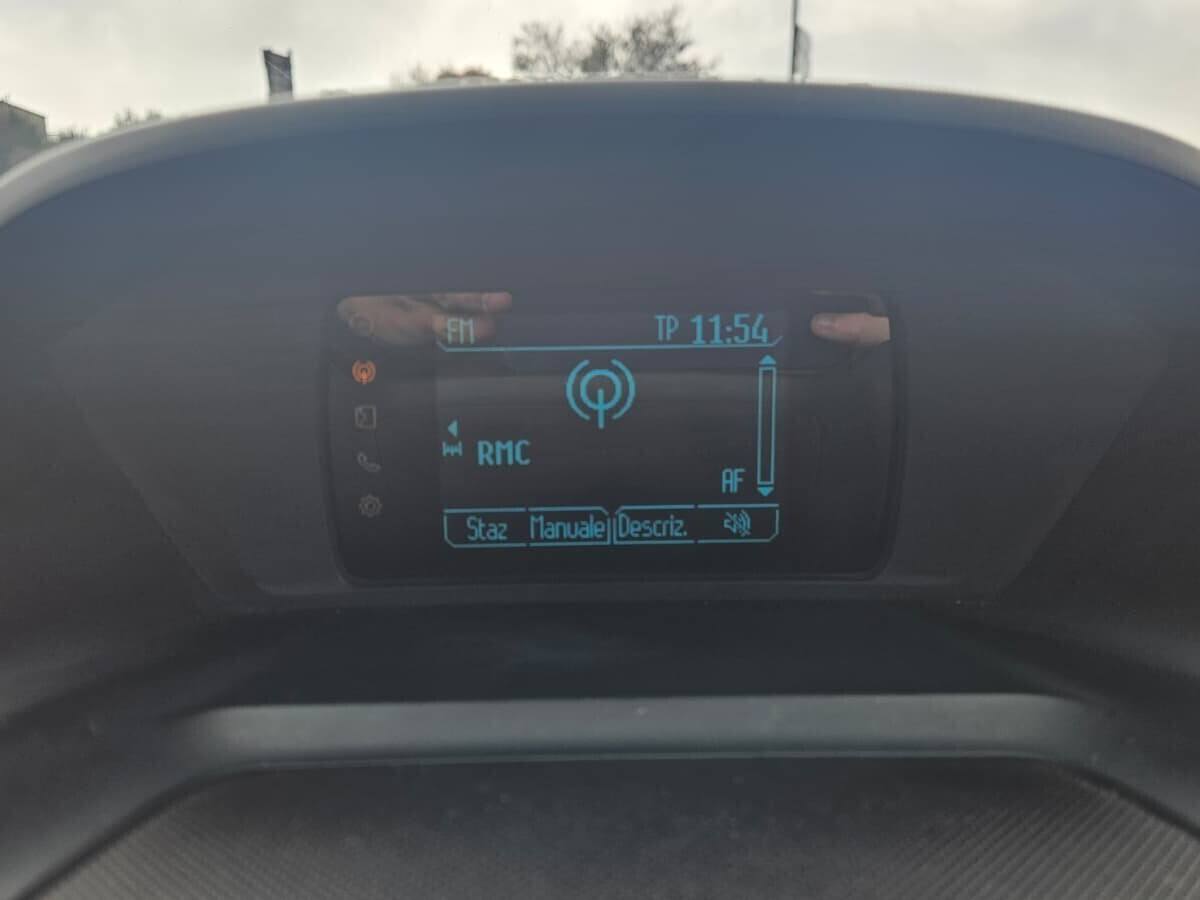 FM TP 11:54
RMC
AF
Staz Manuale Descriz.